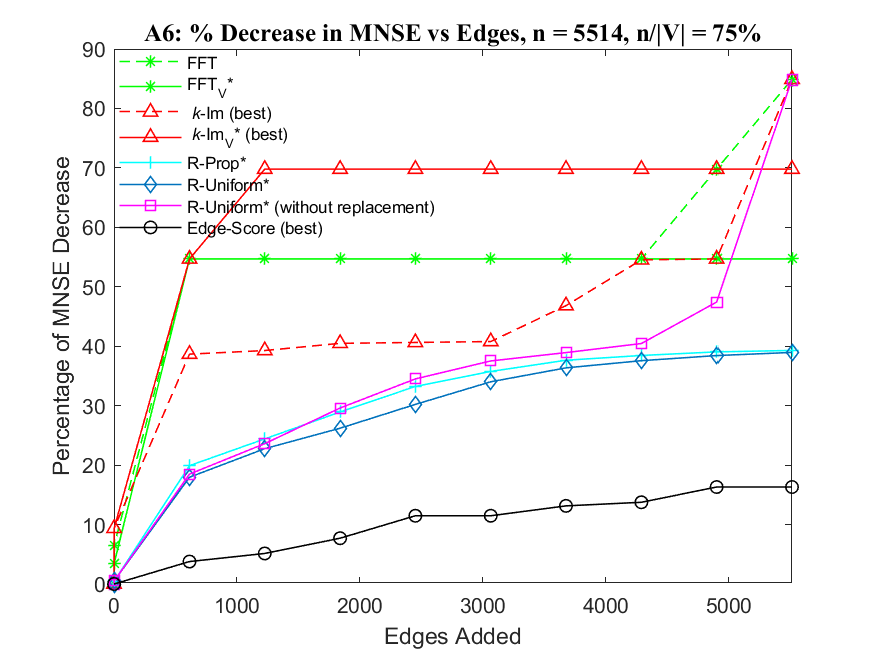 A6: % Decrease in MNSE vs Edges, n = 5514, n/|V| = 75%
90
80
70
60
50
40
30
20
10
0
Percentage of MNSE Decrease
FFT
FFT_V*
k-Im (best)
k-Im_V* (best)
R-Prop*
R-Uniform*
R-Uniform* (without replacement)
Edge-Score (best)
0 1000 2000 3000 4000 5000
Edges Added